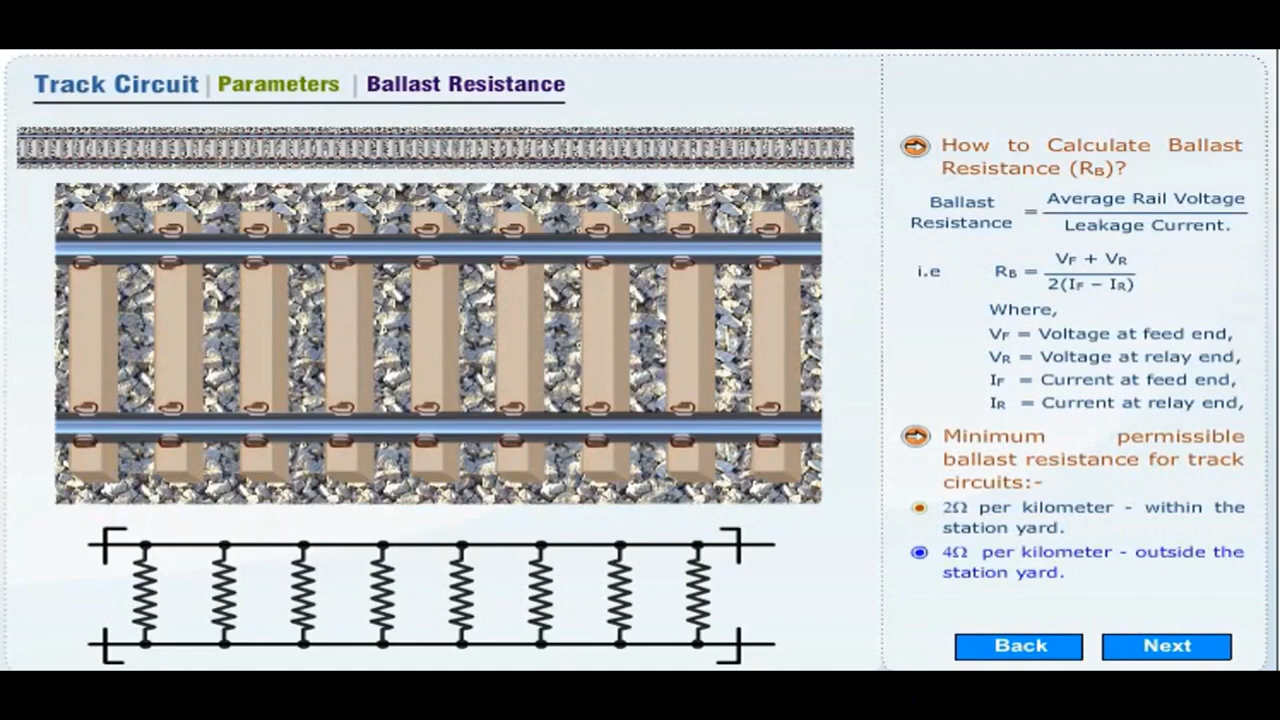 Track Circuit | Parameters | Ballast Resistance
How to Calculate Ballast
Resistance (RB)?
Ballast Resistance = Average Rail Voltage / Leakage Current.
i.e RB = VF + VR / 2(IF − IR)
Where,
VF = Voltage at feed end,
VR = Voltage at relay end,
IF = Current at feed end,
IR = Current at relay end,
Minimum permissible
ballast resistance for track
circuits:-
2Ω per kilometer - within the
station yard.
4Ω per kilometer - outside the
station yard.
Back Next